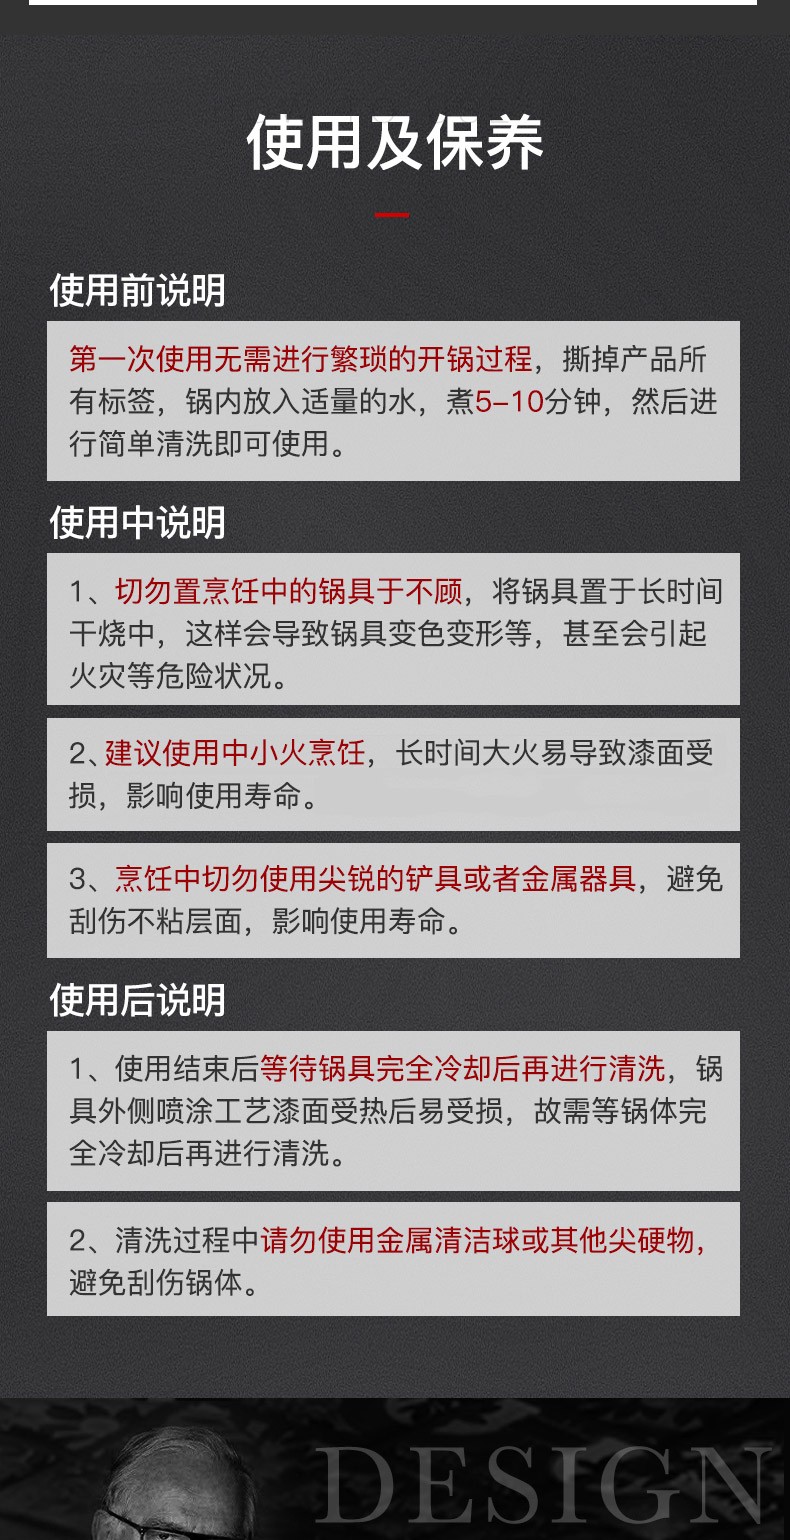 使用及保养
使用前说明
第一次使用无需进行繁琐的开锅过程，撕掉产品所
有标签，锅内放入适量的水，煮5-10分钟，然后进
行简单清洗即可使用。
使用中说明
1、切勿置烹饪中的锅具于不顾，将锅具置于长时间
干烧中，这样会导致锅具变色变形等，甚至会引起
火灾等危险状况。
2、建议使用中小火烹饪，长时间大火易导致漆面受
损，影响使用寿命。
3、烹饪中切勿使用尖锐的铲具或者金属器具，避免
刮伤不粘层面，影响使用寿命。
使用后说明
1、使用结束后等待锅具完全冷却后再进行清洗，锅
具外侧喷涂工艺漆面受热后易受损，故需等锅体完
全冷却后再进行清洗。
2、清洗过程中请勿使用金属清洁球或其他尖硬物，
避免刮伤锅体。
DESIGN